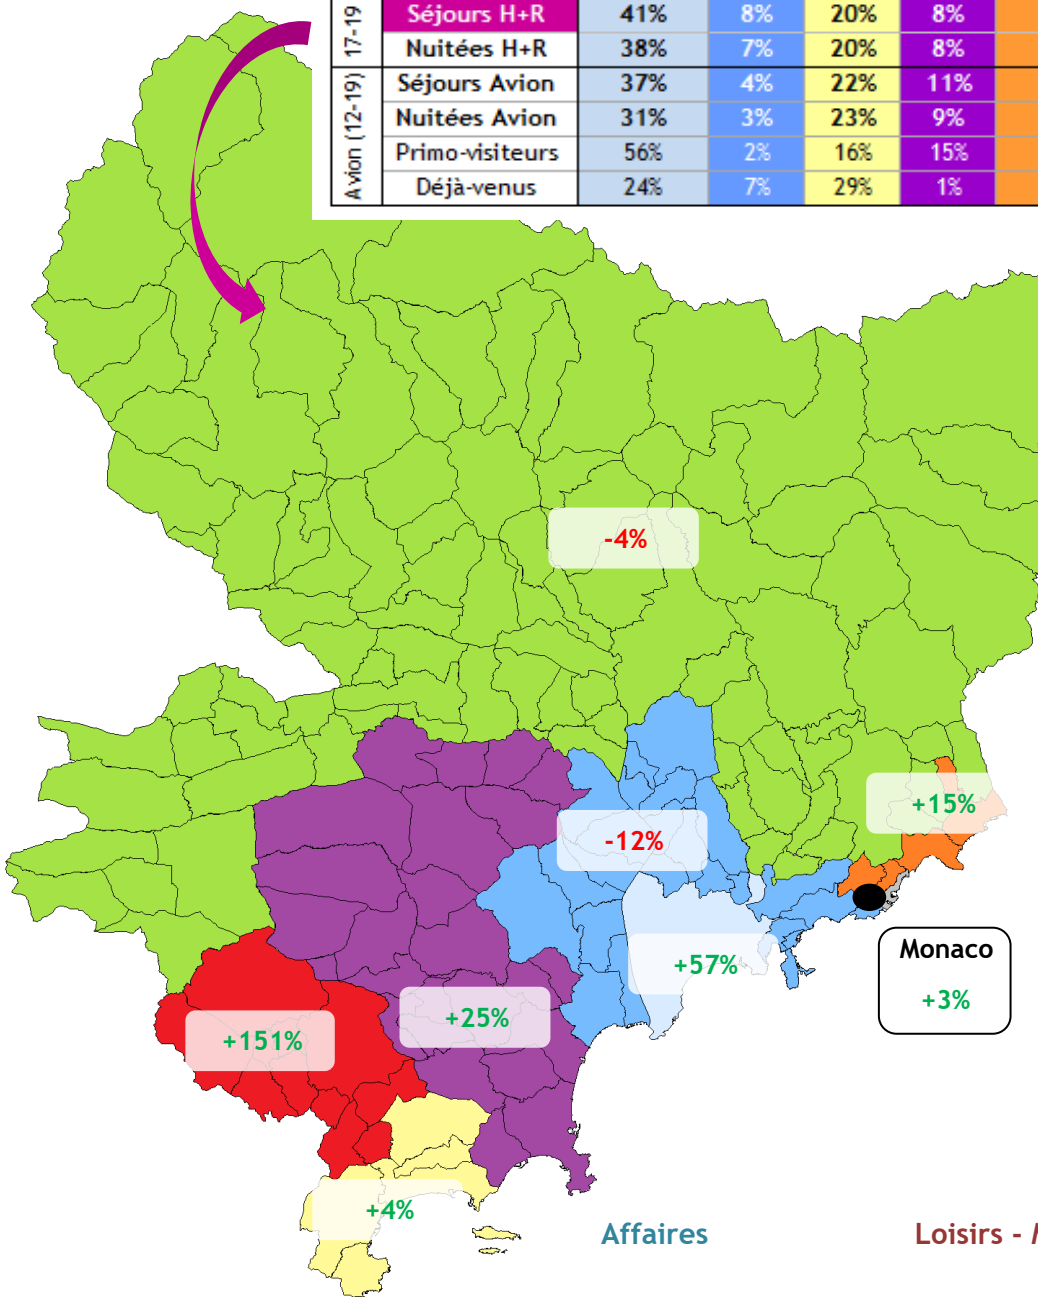 17-19
Séjours H+R 41% 8% 20% 8%
Nuitées H+R 38% 7% 20% 8%
Avion (12-19)
Séjours Avion 37% 4% 22% 11%
Nuitées Avion 31% 3% 23% 9%
Primo-visiteurs 56% 2% 16% 15%
Déjà-venus 24% 7% 29% 1%
-4%
+15%
-12%
+57%
Monaco
+3%
+25%
+151%
+4%
Affaires
Loisirs -